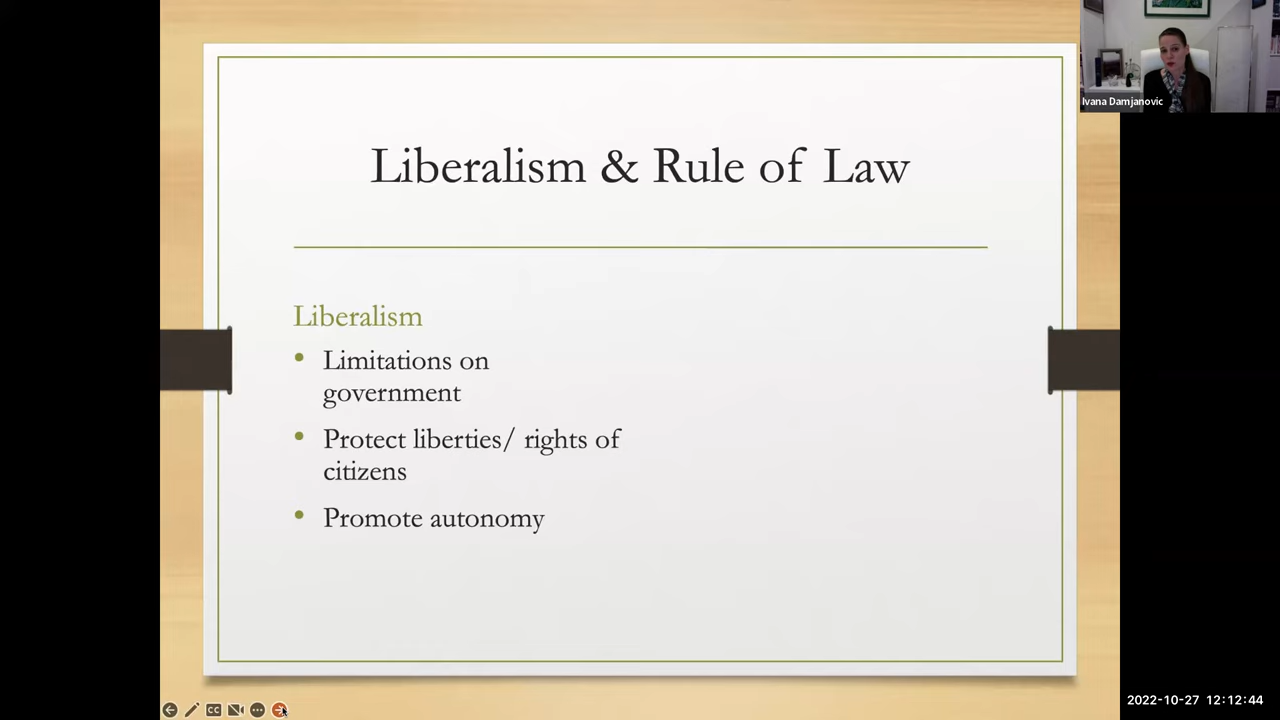 Ivana Damjanovic
Liberalism & Rule of Law
Liberalism
• Limitations on
government
• Protect liberties/ rights of
citizens
• Promote autonomy
CC
2022-10-27 12:12:44